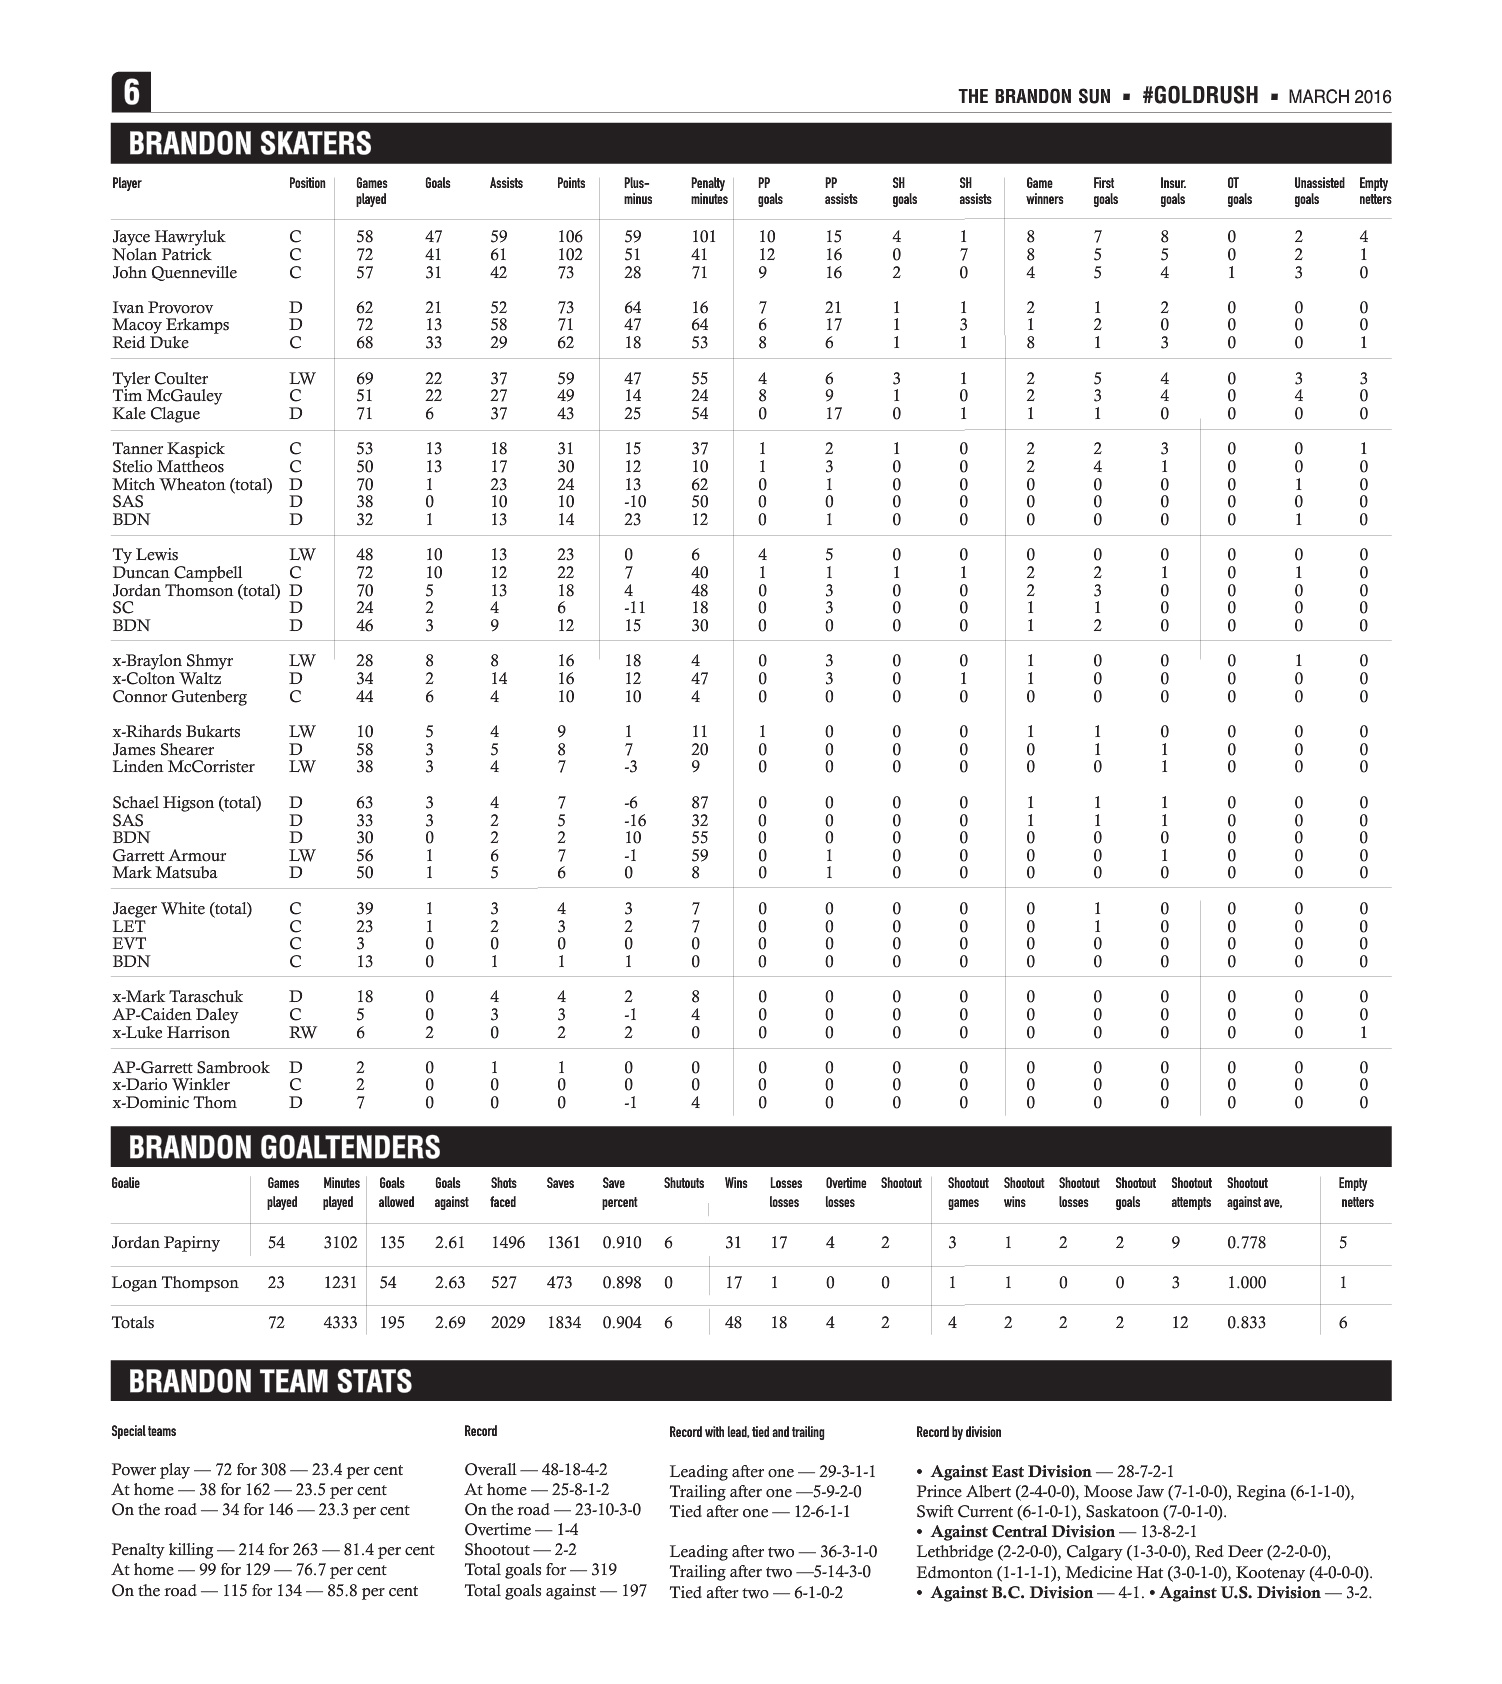 6
THE BRANDON SUN ▪ #GOLDRUSH ▪ MARCH 2016
BRANDON SKATERS
Player Position Games played Goals Assists Points Plus-minus Penalty minutes PP goals PP assists SH goals SH assists Game winners First goals Insur. goals OT goals Unassisted goals Empty netters
Jayce Hawryluk C 58 47 59 106 59 101 10 15 4 1 8 7 8 0 2 4
Nolan Patrick C 72 41 61 102 51 41 12 16 0 7 8 5 5 0 2 1
John Quenneville C 57 31 42 73 28 71 9 16 2 0 4 5 4 1 3 0
Ivan Provorov D 62 21 52 73 64 16 7 21 1 1 2 1 2 0 0 0
Macoy Erkamps D 72 13 58 71 47 64 6 17 1 3 1 2 0 0 0 0
Reid Duke C 68 33 29 62 18 53 8 6 1 1 8 1 3 0 0 1
Tyler Coulter LW 69 22 37 59 47 55 4 6 3 1 2 5 4 0 3 3
Tim McGauley C 51 22 27 49 14 24 8 9 1 0 2 3 4 0 4 0
Kale Clague D 71 6 37 43 25 54 0 17 0 1 1 1 0 0 0 0
Tanner Kaspick C 53 13 18 31 15 37 1 2 1 0 2 2 3 0 0 1
Stelio Mattheos C 50 13 17 30 12 10 1 3 0 0 2 4 1 0 0 0
Mitch Wheaton (total) D 70 1 23 24 13 62 0 1 0 0 0 0 0 0 1 0
SAS D 38 0 10 10 -10 50 0 0 0 0 0 0 0 0 0 0
BDN D 32 1 13 14 23 12 0 1 0 0 0 0 0 0 1 0
Ty Lewis LW 48 10 13 23 0 6 4 5 0 0 0 0 0 0 0 0
Duncan Campbell C 72 10 12 22 7 40 1 1 1 1 2 2 1 0 1 0
Jordan Thomson (total) D 70 5 13 18 4 48 0 3 0 0 2 3 0 0 0 0
SC D 24 2 4 6 -11 18 0 3 0 0 1 1 0 0 0 0
BDN D 46 3 9 12 15 30 0 0 0 0 1 2 0 0 0 0
x-Braylon Shmyr LW 28 8 8 16 18 4 0 3 0 0 1 0 0 0 1 0
x-Colton Waltz D 34 2 14 16 12 47 0 3 0 1 1 0 0 0 0 0
Connor Gutenberg C 44 6 4 10 10 4 0 0 0 0 0 0 0 0 0 0
x-Rihards Bukarts LW 10 5 4 9 1 11 1 0 0 0 1 1 0 0 0 0
James Shearer D 58 3 5 8 7 20 0 0 0 0 0 1 1 0 0 0
Linden McCorrister LW 38 3 4 7 -3 9 0 0 0 0 0 0 1 0 0 0
Schael Higson (total) D 63 3 4 7 -6 87 0 0 0 0 1 1 1 0 0 0
SAS D 33 3 2 5 -16 32 0 0 0 0 1 1 1 0 0 0
BDN D 30 0 2 2 10 55 0 0 0 0 0 0 0 0 0 0
Garrett Armour LW 56 1 6 7 -1 59 0 1 0 0 0 0 1 0 0 0
Mark Matsuba D 50 1 5 6 0 8 0 1 0 0 0 0 0 0 0 0
Jaeger White (total) C 39 1 3 4 3 7 0 0 0 0 0 1 0 0 0 0
LET C 23 1 2 3 2 7 0 0 0 0 0 1 0 0 0 0
EVT C 3 0 0 0 0 0 0 0 0 0 0 0 0 0 0 0
BDN C 13 0 1 1 1 0 0 0 0 0 0 0 0 0 0 0
x-Mark Taraschuk D 18 0 4 4 2 8 0 0 0 0 0 0 0 0 0 0
AP-Caiden Daley C 5 0 3 3 -1 4 0 0 0 0 0 0 0 0 0 0
x-Luke Harrison RW 6 2 0 2 2 0 0 0 0 0 0 0 0 0 0 1
AP-Garrett Sambrook D 2 0 1 1 0 0 0 0 0 0 0 0 0 0 0 0
x-Dario Winkler C 2 0 0 0 0 0 0 0 0 0 0 0 0 0 0 0
x-Dominic Thom D 7 0 0 0 -1 4 0 0 0 0 0 0 0 0 0 0
BRANDON GOALTENDERS
Goalie Games played Minutes played Goals allowed Goals against Shots faced Saves Save percent Shutouts Wins Losses losses Overtime losses Shootout Shootout games Shootout wins Shootout losses Shootout goals Shootout attempts Shootout against ave, Empty netters
Jordan Papirny 54 3102 135 2.61 1496 1361 0.910 6 31 17 4 2 3 1 2 2 9 0.778 5
Logan Thompson 23 1231 54 2.63 527 473 0.898 0 17 1 0 0 1 1 0 0 3 1.000 1
Totals 72 4333 195 2.69 2029 1834 0.904 6 48 18 4 2 4 2 2 2 12 0.833 6
BRANDON TEAM STATS
Special teams
Power play — 72 for 308 — 23.4 per cent
At home — 38 for 162 — 23.5 per cent
On the road — 34 for 146 — 23.3 per cent
Penalty killing — 214 for 263 — 81.4 per cent
At home — 99 for 129 — 76.7 per cent
On the road — 115 for 134 — 85.8 per cent
Record
Overall — 48-18-4-2
At home — 25-8-1-2
On the road — 23-10-3-0
Overtime — 1-4
Shootout — 2-2
Total goals for — 319
Total goals against — 197
Record with lead, tied and trailing
Leading after one — 29-3-1-1
Trailing after one —5-9-2-0
Tied after one — 12-6-1-1
Leading after two — 36-3-1-0
Trailing after two —5-14-3-0
Tied after two — 6-1-0-2
Record by division
• Against East Division — 28-7-2-1
Prince Albert (2-4-0-0), Moose Jaw (7-1-0-0), Regina (6-1-1-0),
Swift Current (6-1-0-1), Saskatoon (7-0-1-0).
• Against Central Division — 13-8-2-1
Lethbridge (2-2-0-0), Calgary (1-3-0-0), Red Deer (2-2-0-0),
Edmonton (1-1-1-1), Medicine Hat (3-0-1-0), Kootenay (4-0-0-0).
• Against B.C. Division — 4-1. • Against U.S. Division — 3-2.